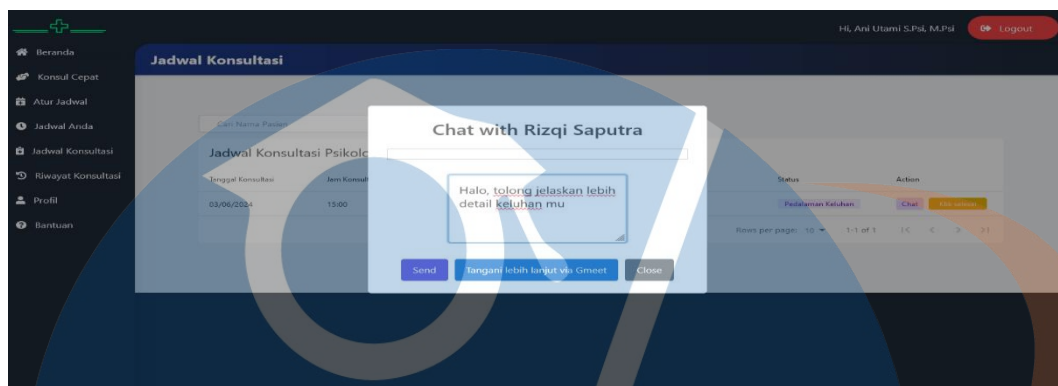 Hi, Ani Utami S.Psi, M.Psi
Logout
Beranda
Konsul Cepat
Atur Jadwal
Jadwal Anda
Jadwal Konsultasi
Riwayat Konsultasi
Profil
Bantuan
Jadwal Konsultasi
Cari Nama Pasien
Jadwal Konsultasi Psikolo
Tanggal Konsultasi
Jam Konsult
Status
Action
03/06/2024
15:00
Pedalaman Keluhan
Chat
Rows per page: 10
1-1 of 1
Chat with Rizqi Saputra
Halo, tolong jelaskan lebih
detail keluhan mu
Send
Tangani lebih lanjut via Gmeet
Close